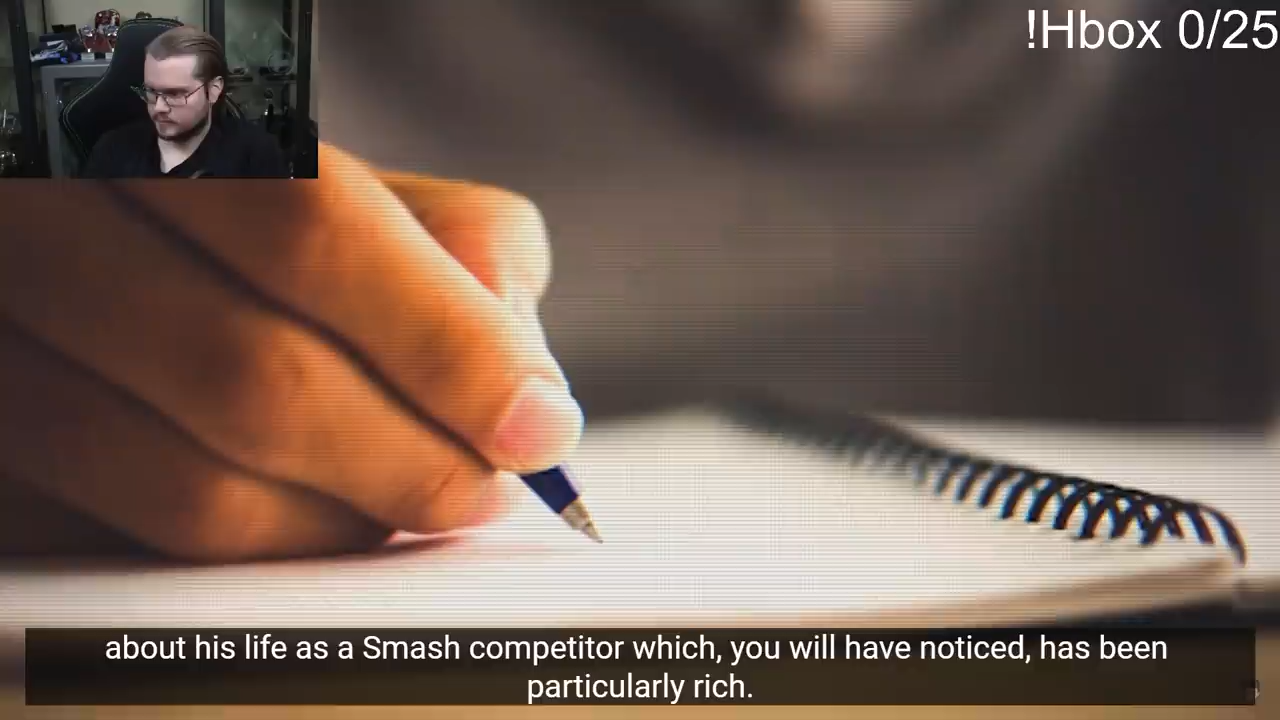 !Hbox 0/25
about his life as a Smash competitor which, you will have noticed, has been
particularly rich.